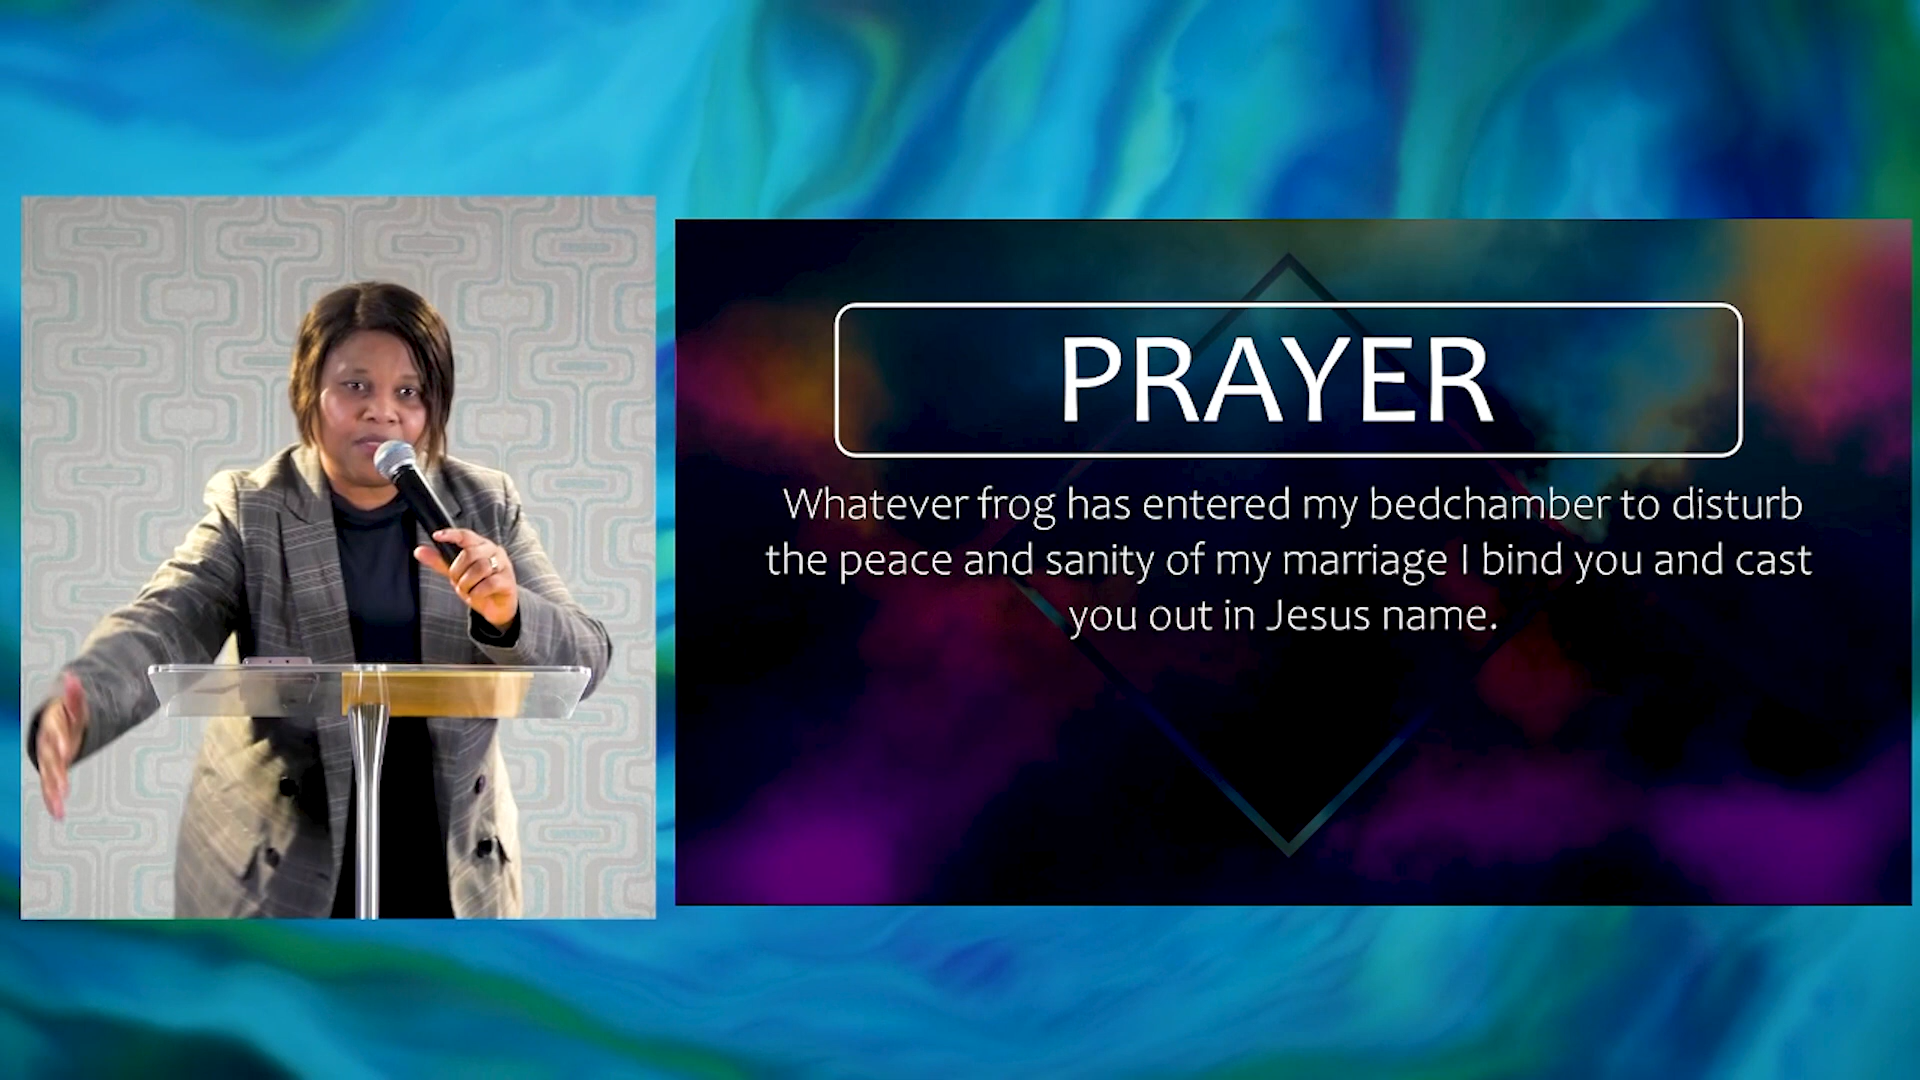 PRAYER
Whatever frog has entered my bedchamber to disturb
the peace and sanity of my marriage I bind you and cast
you out in Jesus name.